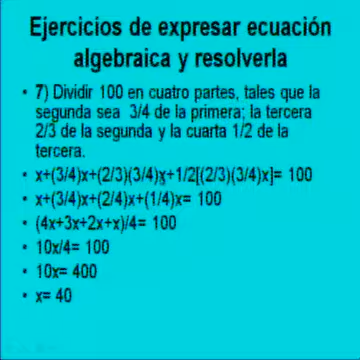 Ejercicios de expresar ecuación
algebraica y resolverla
• 7) Dividir 100 en cuatro partes, tales que la
segunda sea 3/4 de la primera; la tercera
2/3 de la segunda y la cuarta 1/2 de la
tercera.
• x+(3/4)x+(2/3)(3/4)x+1/2[(2/3)(3/4)x]= 100
• x+(3/4)x+(2/4)x+(1/4)x= 100
• (4x+3x+2x+x)/4= 100
• 10x/4= 100
• 10x= 400
• x= 40